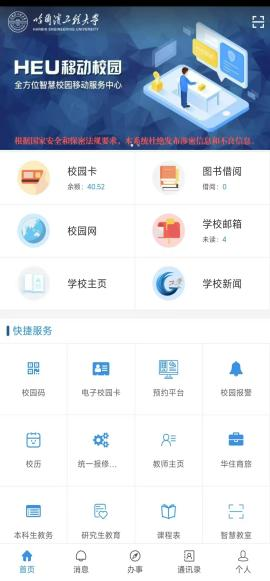 哈尔滨工程大学
HARBIN ENGINEERING UNIVERSITY
HEU移动校园
全方位智慧校园移动服务中心
根据国家安全和保密法规要求，本系统杜绝发布涉密信息和不良信息。
校园卡
余额：40.52
图书借阅
借阅：0
校园网
学校邮箱
未读：4
学校主页
学校新闻
快捷服务
校园码
电子校园卡
预约平台
校园报警
校历
统一报修...
教师主页
华住商旅
本科生教务
研究生教育
课程表
智慧教室
首页
消息
办事
通讯录
个人